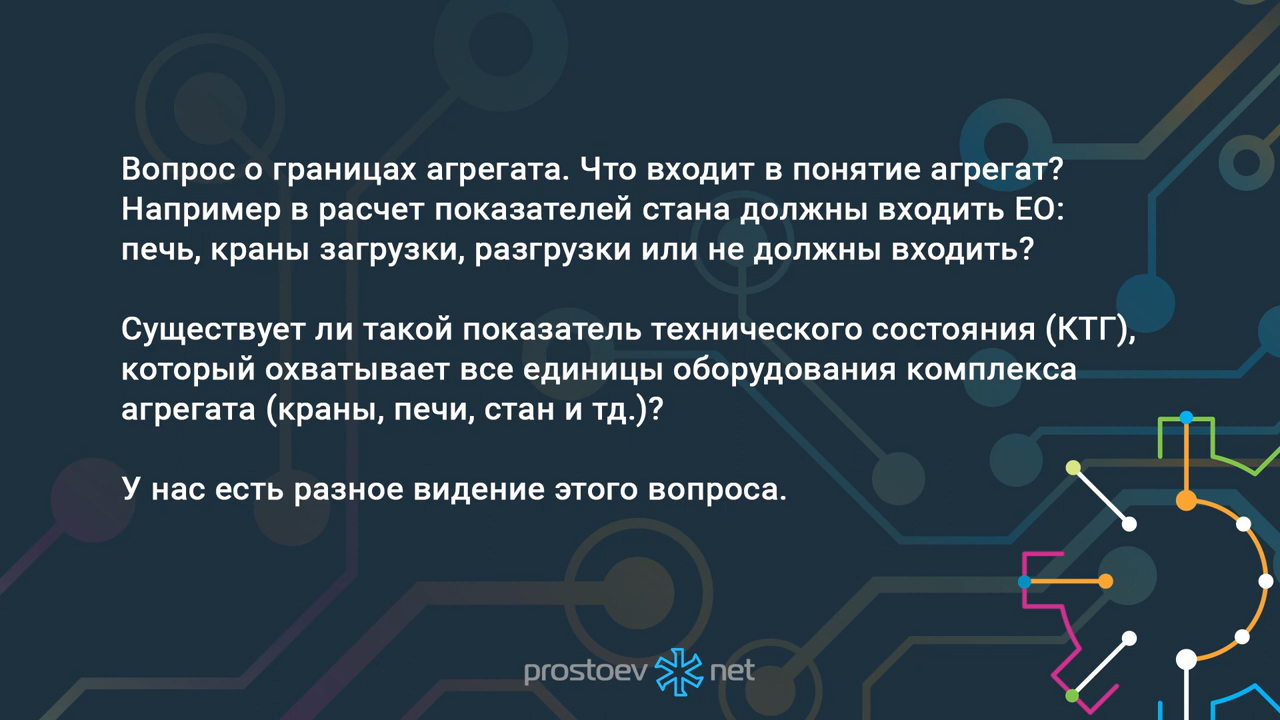 Вопрос о границах агрегата. Что входит в понятие агрегат?
Например в расчет показателей стана должны входить ЕО:
печь, краны загрузки, разгрузки или не должны входить?
Существует ли такой показатель технического состояния (КТГ),
который охватывает все единицы оборудования комплекса
агрегата (краны, печи, стан и тд.)?
У нас есть разное видение этого вопроса.
prostoev net